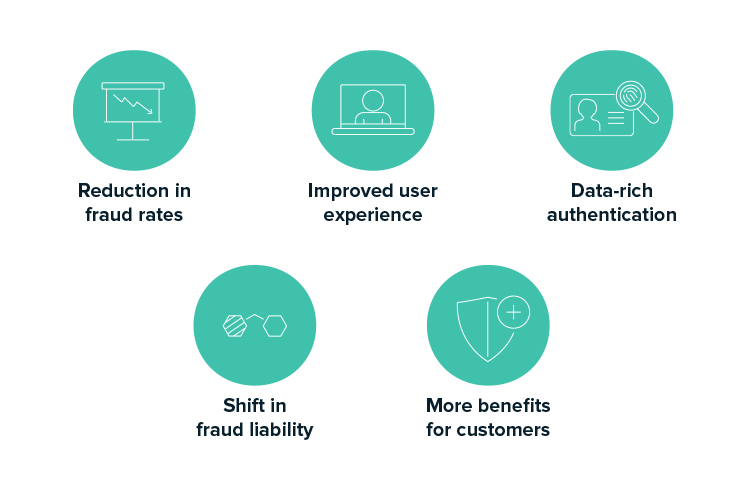 Reduction in
fraud rates
Improved user
experience
Data-rich
authentication
Shift in
fraud liability
More benefits
for customers